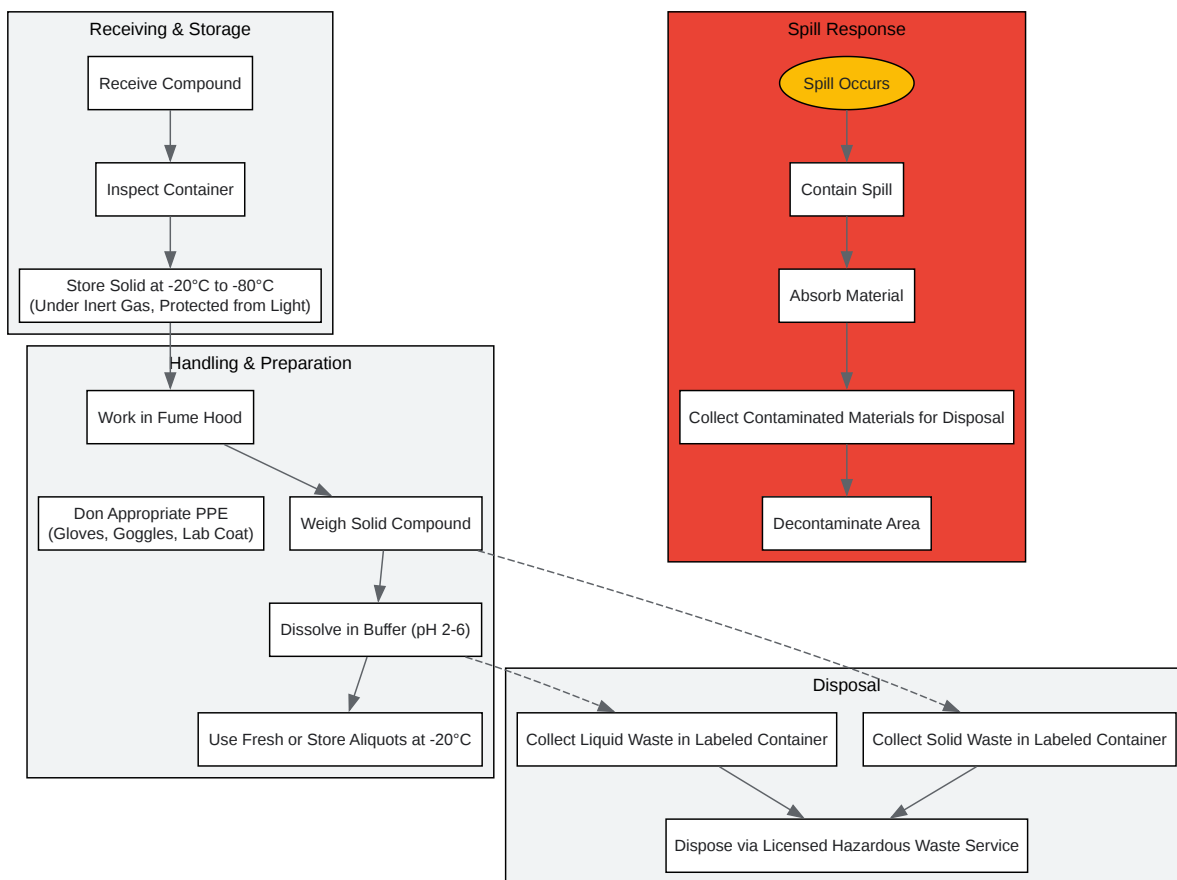 Receiving & Storage
Receive Compound
Inspect Container
Store Solid at -20°C to -80°C
(Under Inert Gas, Protected from Light)
Handling & Preparation
Work in Fume Hood
Don Appropriate PPE
(Gloves, Goggles, Lab Coat)
Weigh Solid Compound
Dissolve in Buffer (pH 2-6)
Use Fresh or Store Aliquots at -20°C
Spill Response
Spill Occurs
Contain Spill
Absorb Material
Collect Contaminated Materials for Disposal
Decontaminate Area
Disposal
Collect Liquid Waste in Labeled Container
Collect Solid Waste in Labeled Container
Dispose via Licensed Hazardous Waste Service